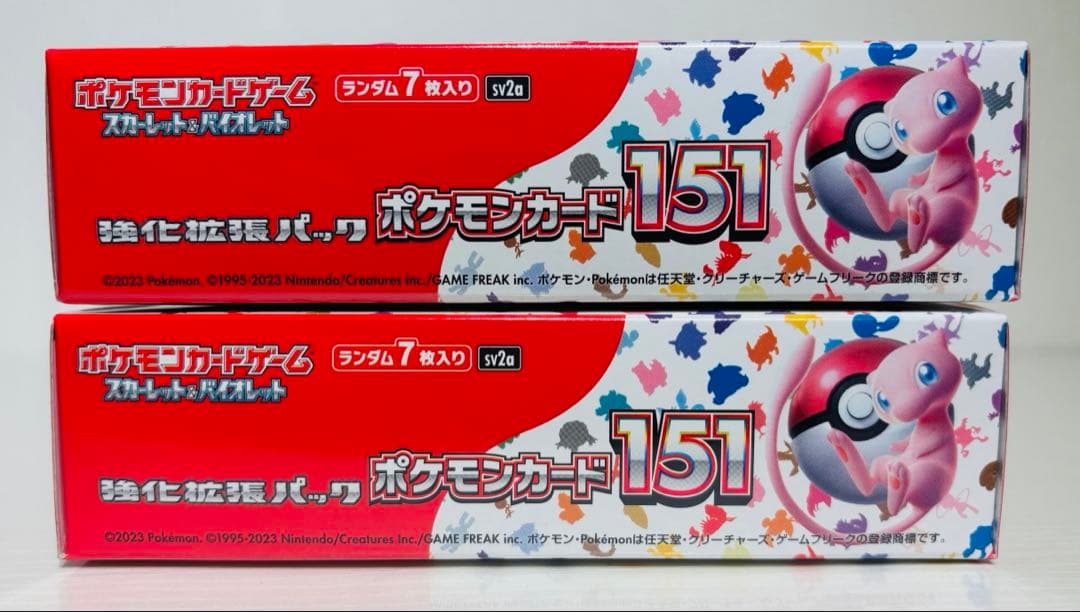 ポケモンカードゲーム
スカーレット&バイオレット
ランダム7枚入り sv2a
強化拡張パック ポケモンカード151
©2023 Pokémon. ©1995-2023 Nintendo/Creatures Inc./GAME FREAK inc. ポケモン・Pokémonは任天堂・クリーチャーズ・ゲームフリークの登録商標です。
ポケモンカードゲーム
スカーレット&バイオレット
ランダム7枚入り sv2a
強化拡張パック ポケモンカード151
©2023 Pokémon. ©1995-2023 Nintendo/Creatures Inc./GAME FREAK inc. ポケモン・Pokémonは任天堂・クリーチャーズ・ゲームフリークの登録商標です。